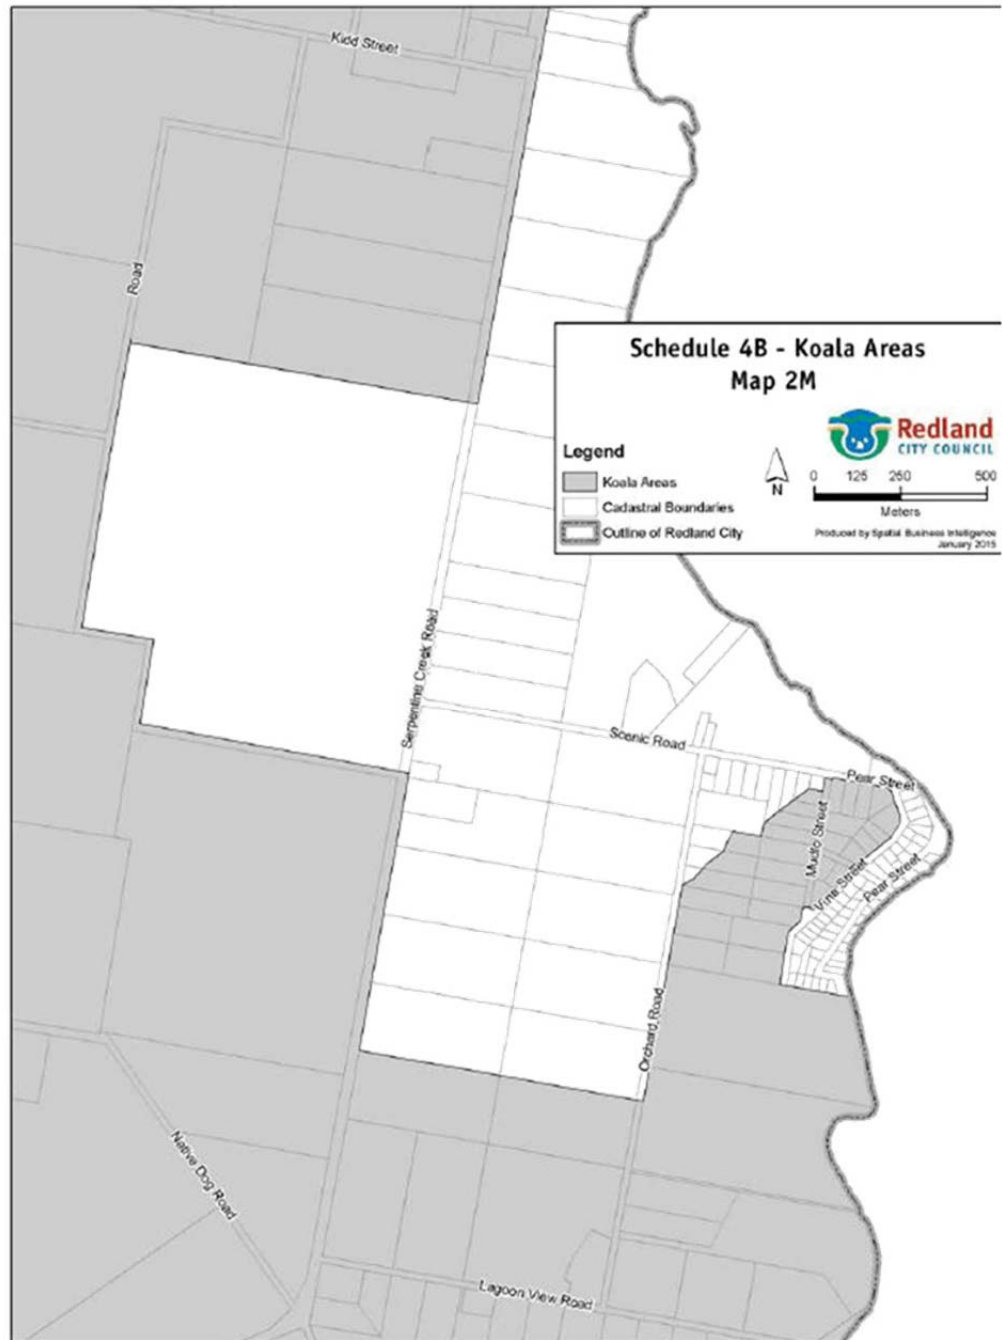 Kidd Street
Road
Schedule 4B - Koala Areas
Map 2M
Redland
CITY COUNCIL
Legend
Koala Areas
Cadastral Boundaries
Outline of Redland City
N
0 125 250 500
Meters
Produced by Spatial Business Intelligence
January 2015
Serpentine Creek Road
Scenic Road
Pear Street
Mudlo Street
Vine Street
Pear Street
Orchard Road
Native Dog Road
Lagoon View Road